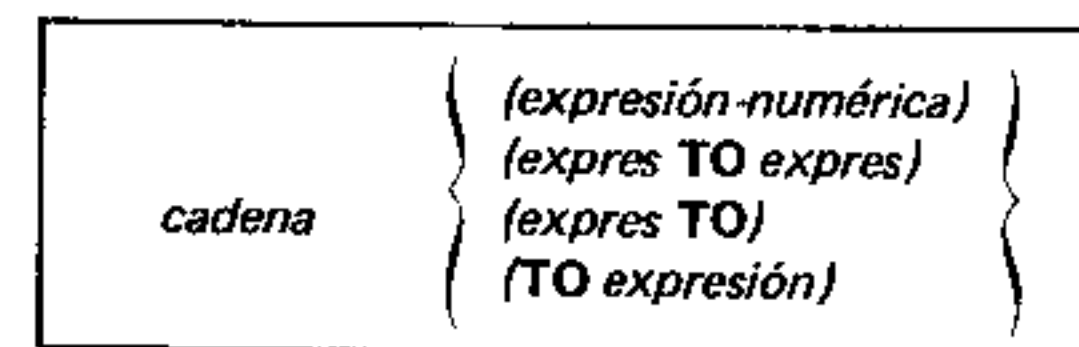 (expresión-numérica)
(expres TO expres)
cadena
(expres TO)
(TO expresión)